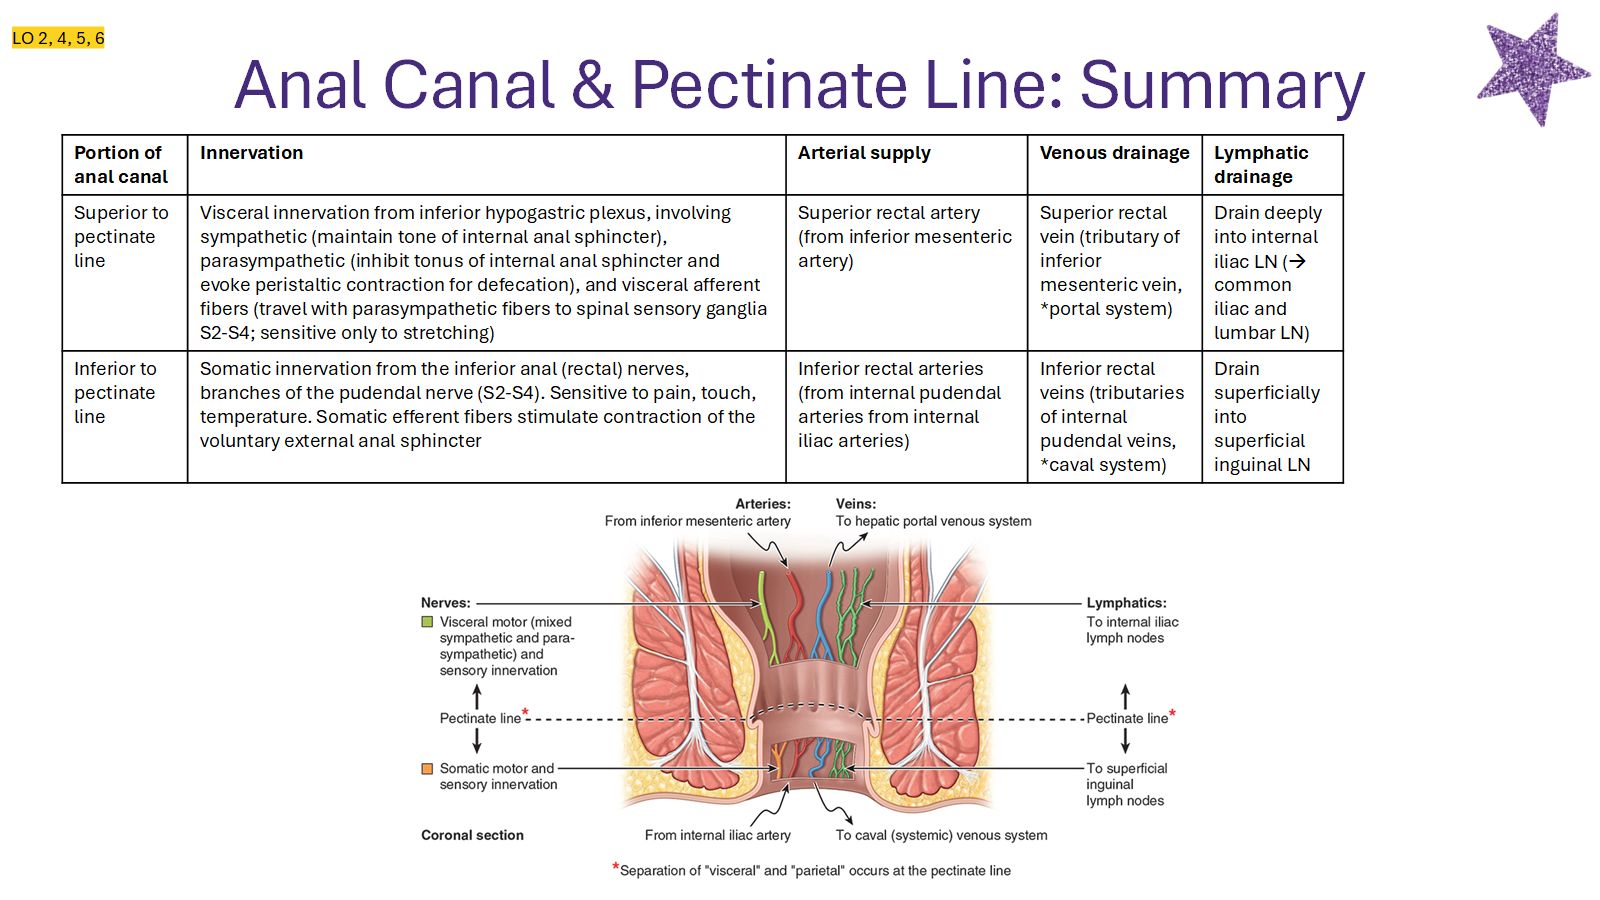 LO 2, 4, 5, 6
Anal Canal & Pectinate Line: Summary
Portion of
anal canal
Innervation
Arterial supply
Venous drainage
Lymphatic
drainage
Superior to
pectinate
line
Visceral innervation from inferior hypogastric plexus, involving
sympathetic (maintain tone of internal anal sphincter),
parasympathetic (inhibit tonus of internal anal sphincter and
evoke peristaltic contraction for defecation), and visceral afferent
fibers (travel with parasympathetic fibers to spinal sensory ganglia
S2-S4; sensitive only to stretching)
Superior rectal artery
(from inferior mesenteric
artery)
Superior rectal
vein (tributary of
inferior
mesenteric vein,
*portal system)
Drain deeply
into internal
iliac LN (→
common
iliac and
lumbar LN)
Inferior to
pectinate
line
Somatic innervation from the inferior anal (rectal) nerves,
branches of the pudendal nerve (S2-S4). Sensitive to pain, touch,
temperature. Somatic efferent fibers stimulate contraction of the
voluntary external anal sphincter
Inferior rectal arteries
(from internal pudendal
arteries from internal
iliac arteries)
Inferior rectal
veins (tributaries
of internal
pudendal veins,
*caval system)
Drain
superficially
into
superficial
inguinal LN
Arteries:
From inferior mesenteric artery
Veins:
To hepatic portal venous system
Nerves:
Visceral motor (mixed
sympathetic and para-
sympathetic) and
sensory innervation
Lymphatics:
To internal iliac
lymph nodes
Pectinate line*
Pectinate line*
Somatic motor and
sensory innervation
To superficial
inguinal
lymph nodes
Coronal section
From internal iliac artery
To caval (systemic) venous system
*Separation of "visceral" and "parietal" occurs at the pectinate line